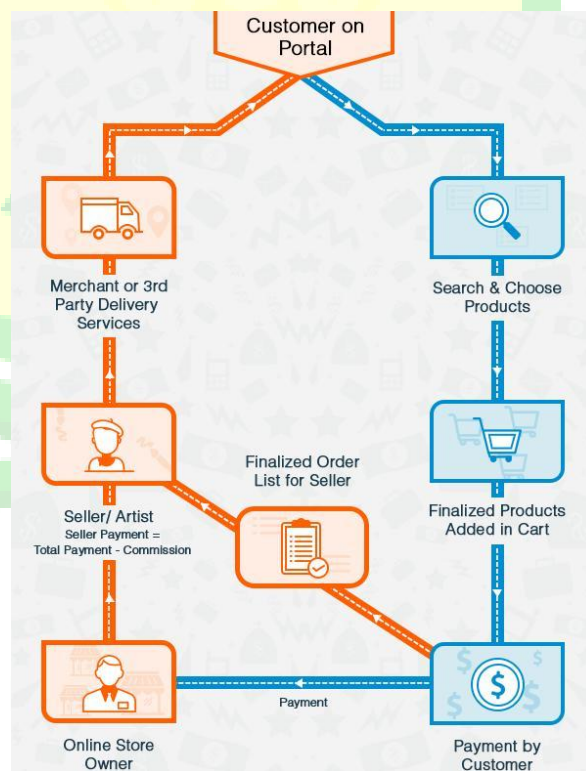 Customer on
Portal
Merchant or 3rd
Party Delivery
Services
Search & Choose
Products
Finalized Order
List for Seller
Seller/ Artist
Seller Payment =
Total Payment - Commission
Finalized Products
Added in Cart
Payment
Online Store
Owner
Payment by
Customer